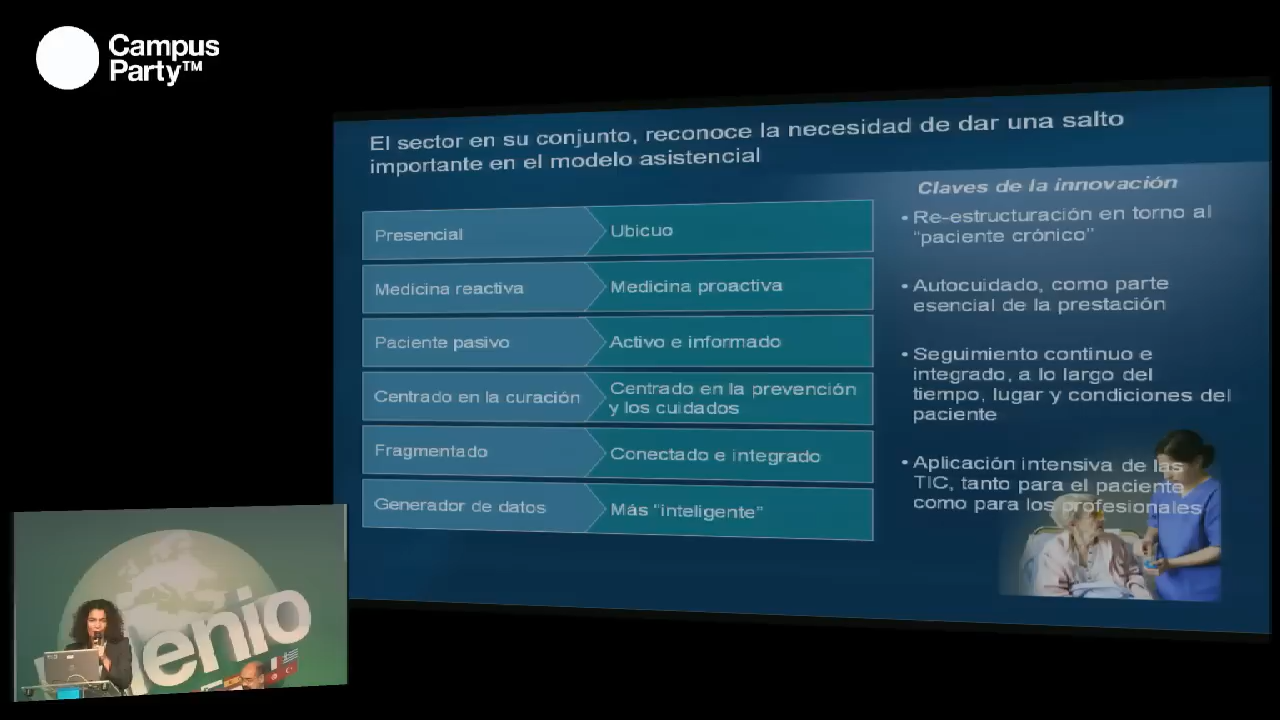 Campus
Party™
El sector en su conjunto, reconoce la necesidad de dar una salto
importante en el modelo asistencial
Presencial
Ubicuo
Medicina reactiva
Medicina proactiva
Paciente pasivo
Activo e informado
Centrado en la curación
Centrado en la prevención
y los cuidados
Fragmentado
Conectado e integrado
Generador de datos
Más "inteligente"
Claves de la innovación
• Re-estructuración en torno al
"paciente crónico"
• Autocuidado, como parte
esencial de la prestación
• Seguimiento continuo e
integrado, a lo largo del
tiempo, lugar y condiciones del
paciente
• Aplicación intensiva de las
TIC, tanto para el paciente
como para los profesionales
lenio